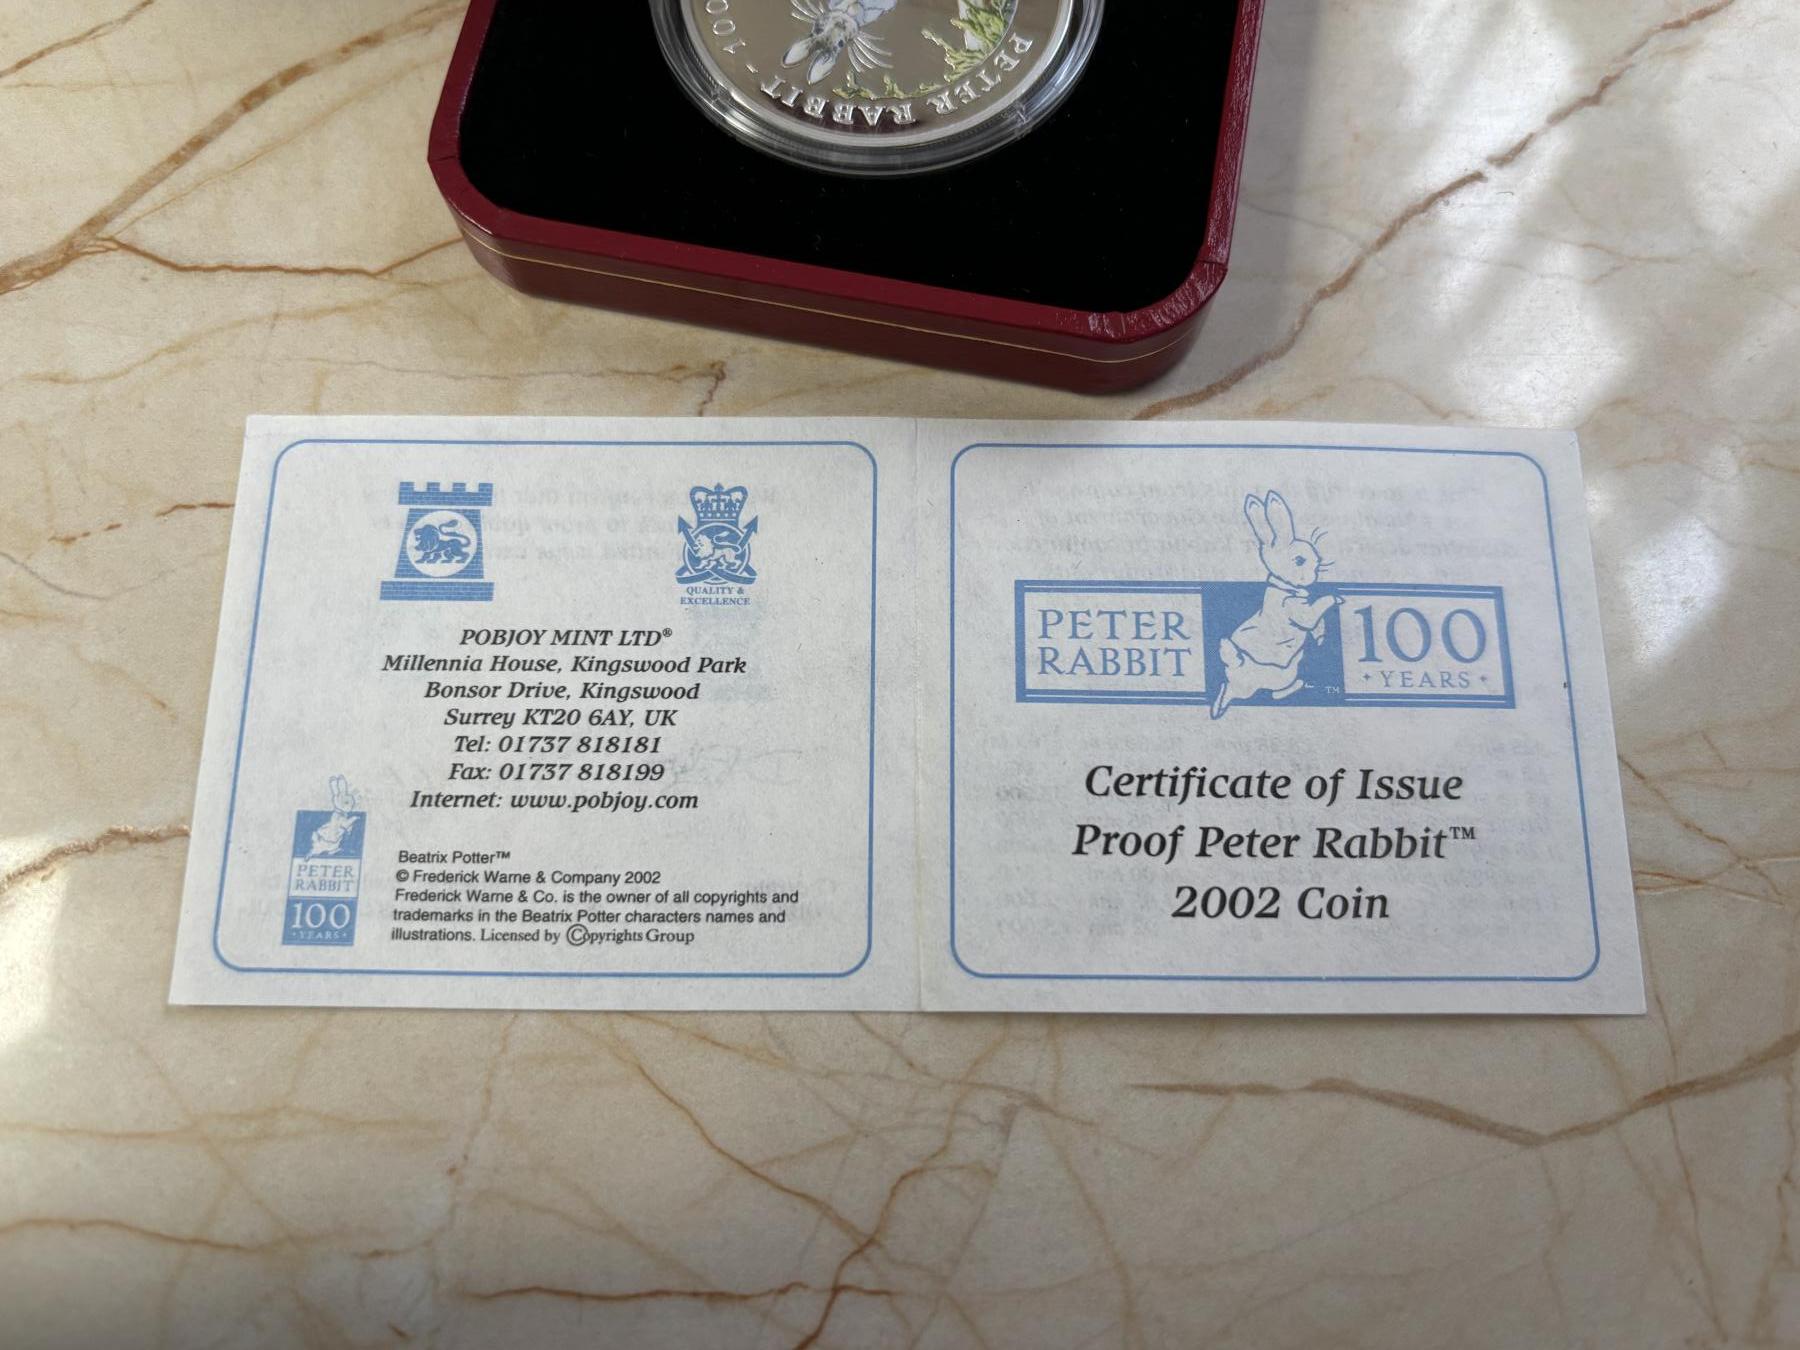 PETER RABBIT - 100
QUALITY &
EXCELLENCE
POBJOY MINT LTD®
Millennia House, Kingswood Park
Bonsor Drive, Kingswood
Surrey KT20 6AY, UK
Tel: 01737 818181
Fax: 01737 818199
Internet: www.pobjoy.com
PETER
RABBIT
100
·YEARS·
Beatrix Potter™
© Frederick Warne & Company 2002
Frederick Warne & Co. is the owner of all copyrights and
trademarks in the Beatrix Potter characters names and
illustrations. Licensed by ©opyrights Group
PETER
RABBIT
100
·YEARS·
TM
Certificate of Issue
Proof Peter Rabbit™
2002 Coin